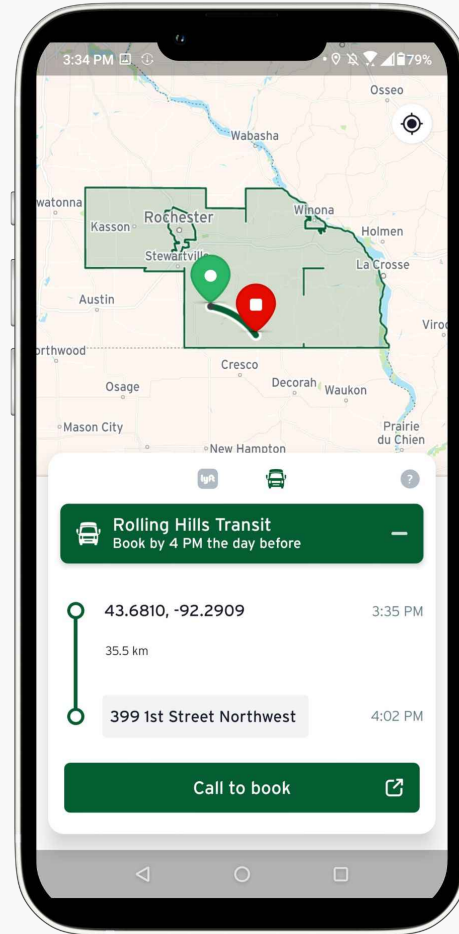 3:34 PM
79%
Osseo
Wabasha
watonna
Kasson
Rochester
Winona
Holmen
Stewartville
La Crosse
Austin
Viroq
orthwood
Cresco
Osage
Decorah
Waukon
Mason City
Prairie
du Chien
New Hampton
lyft
?
Rolling Hills Transit
Book by 4 PM the day before
43.6810, -92.2909
3:35 PM
35.5 km
399 1st Street Northwest
4:02 PM
Call to book